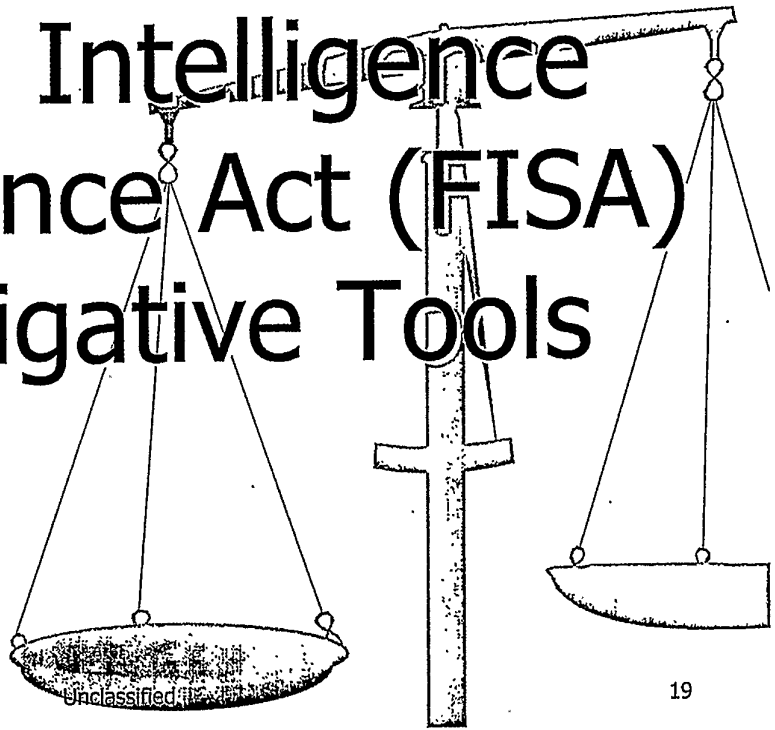 Intelligence
nce Act (FISA)
igative Tools
Unclassified
19